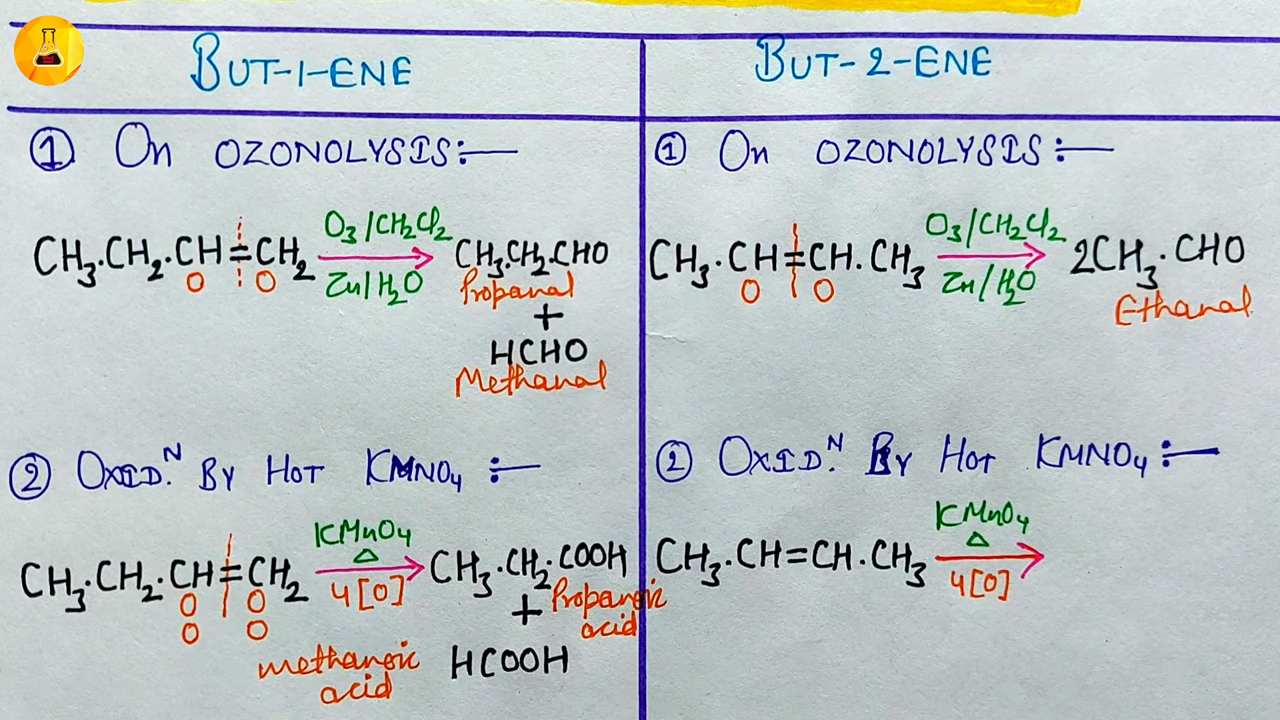 BUT-1-ENE
① On OZONOLYSIS:—
CH₃.CH₂.CH=CH₂ O₃/CH₂Cl₂ Zn/H₂O CH₃.CH₂.CHO
O O
Propanal
+
HCHO
Methanal
② OXIDᴺ. BY HOT KMNO₄ :—
CH₃.CH₂.CH=CH₂ KMnO₄ Δ 4[O] CH₃.CH₂.COOH
O O
O O
+ Propanoic
acid
methanoic HCOOH
acid
BUT-2-ENE
① On OZONOLYSIS:—
CH₃.CH=CH.CH₃ O₃/CH₂Cl₂ Zn/H₂O 2CH₃.CHO
O O
Ethanal
② OXIDᴺ. BY HOT KMNO₄:—
CH₃.CH=CH.CH₃ KMnO₄ Δ 4[O]